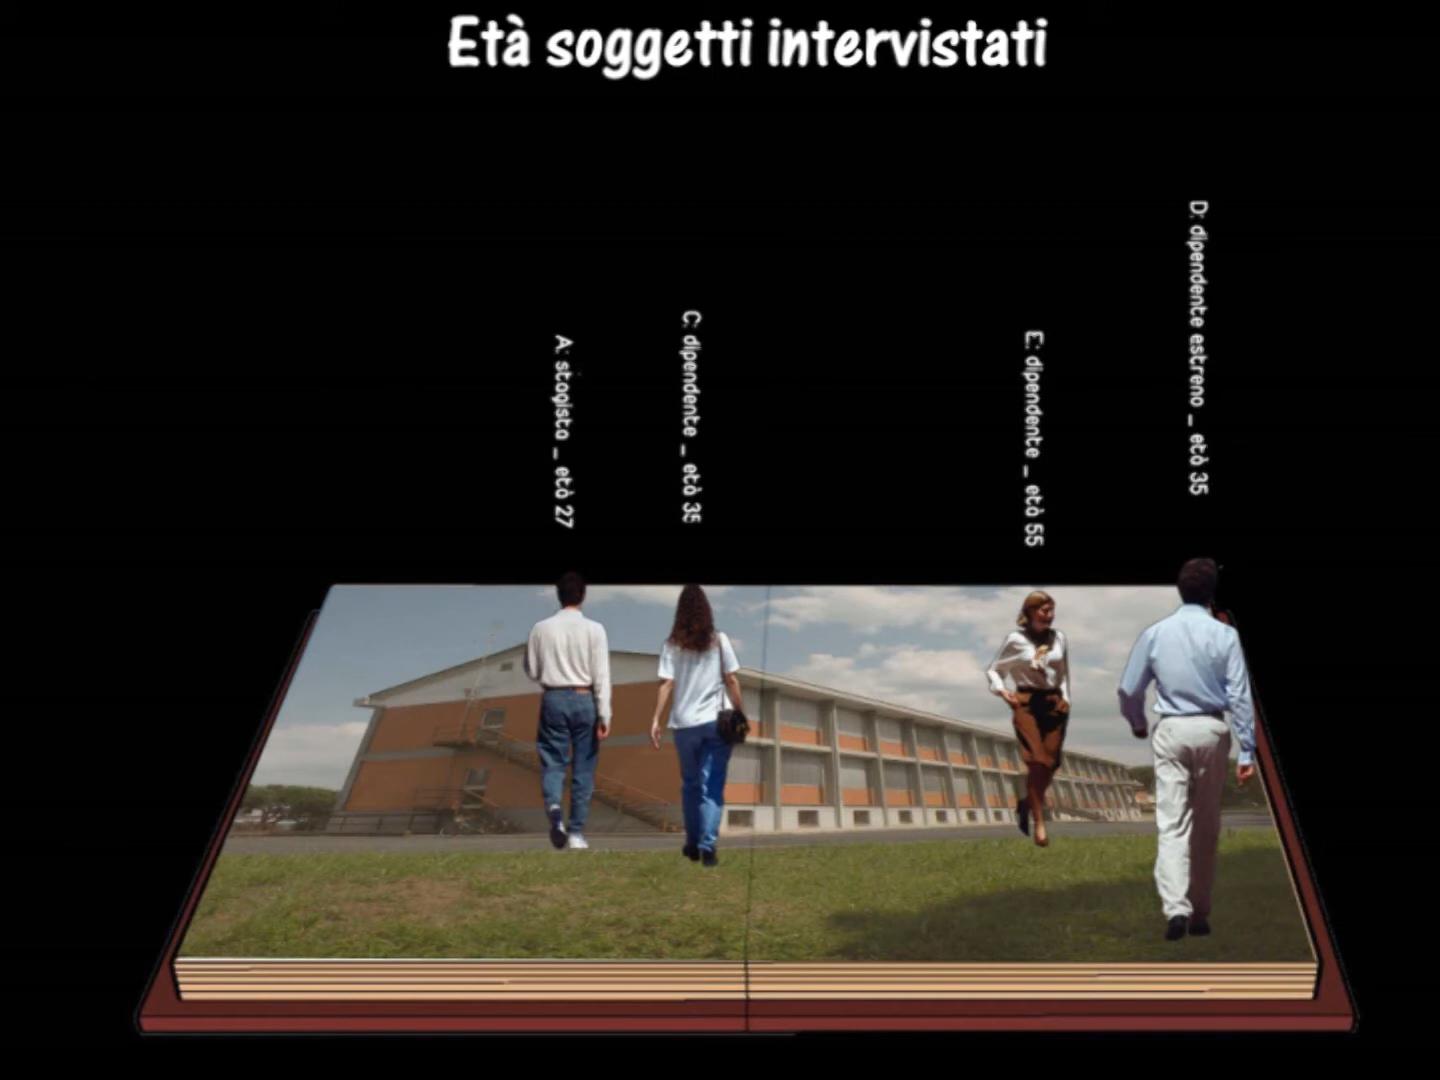 Età soggetti intervistati
A: stagista _ età 27
C: dipendente _ età 35
E: dipendente _ età 55
D: dipendente estreno _ età 35